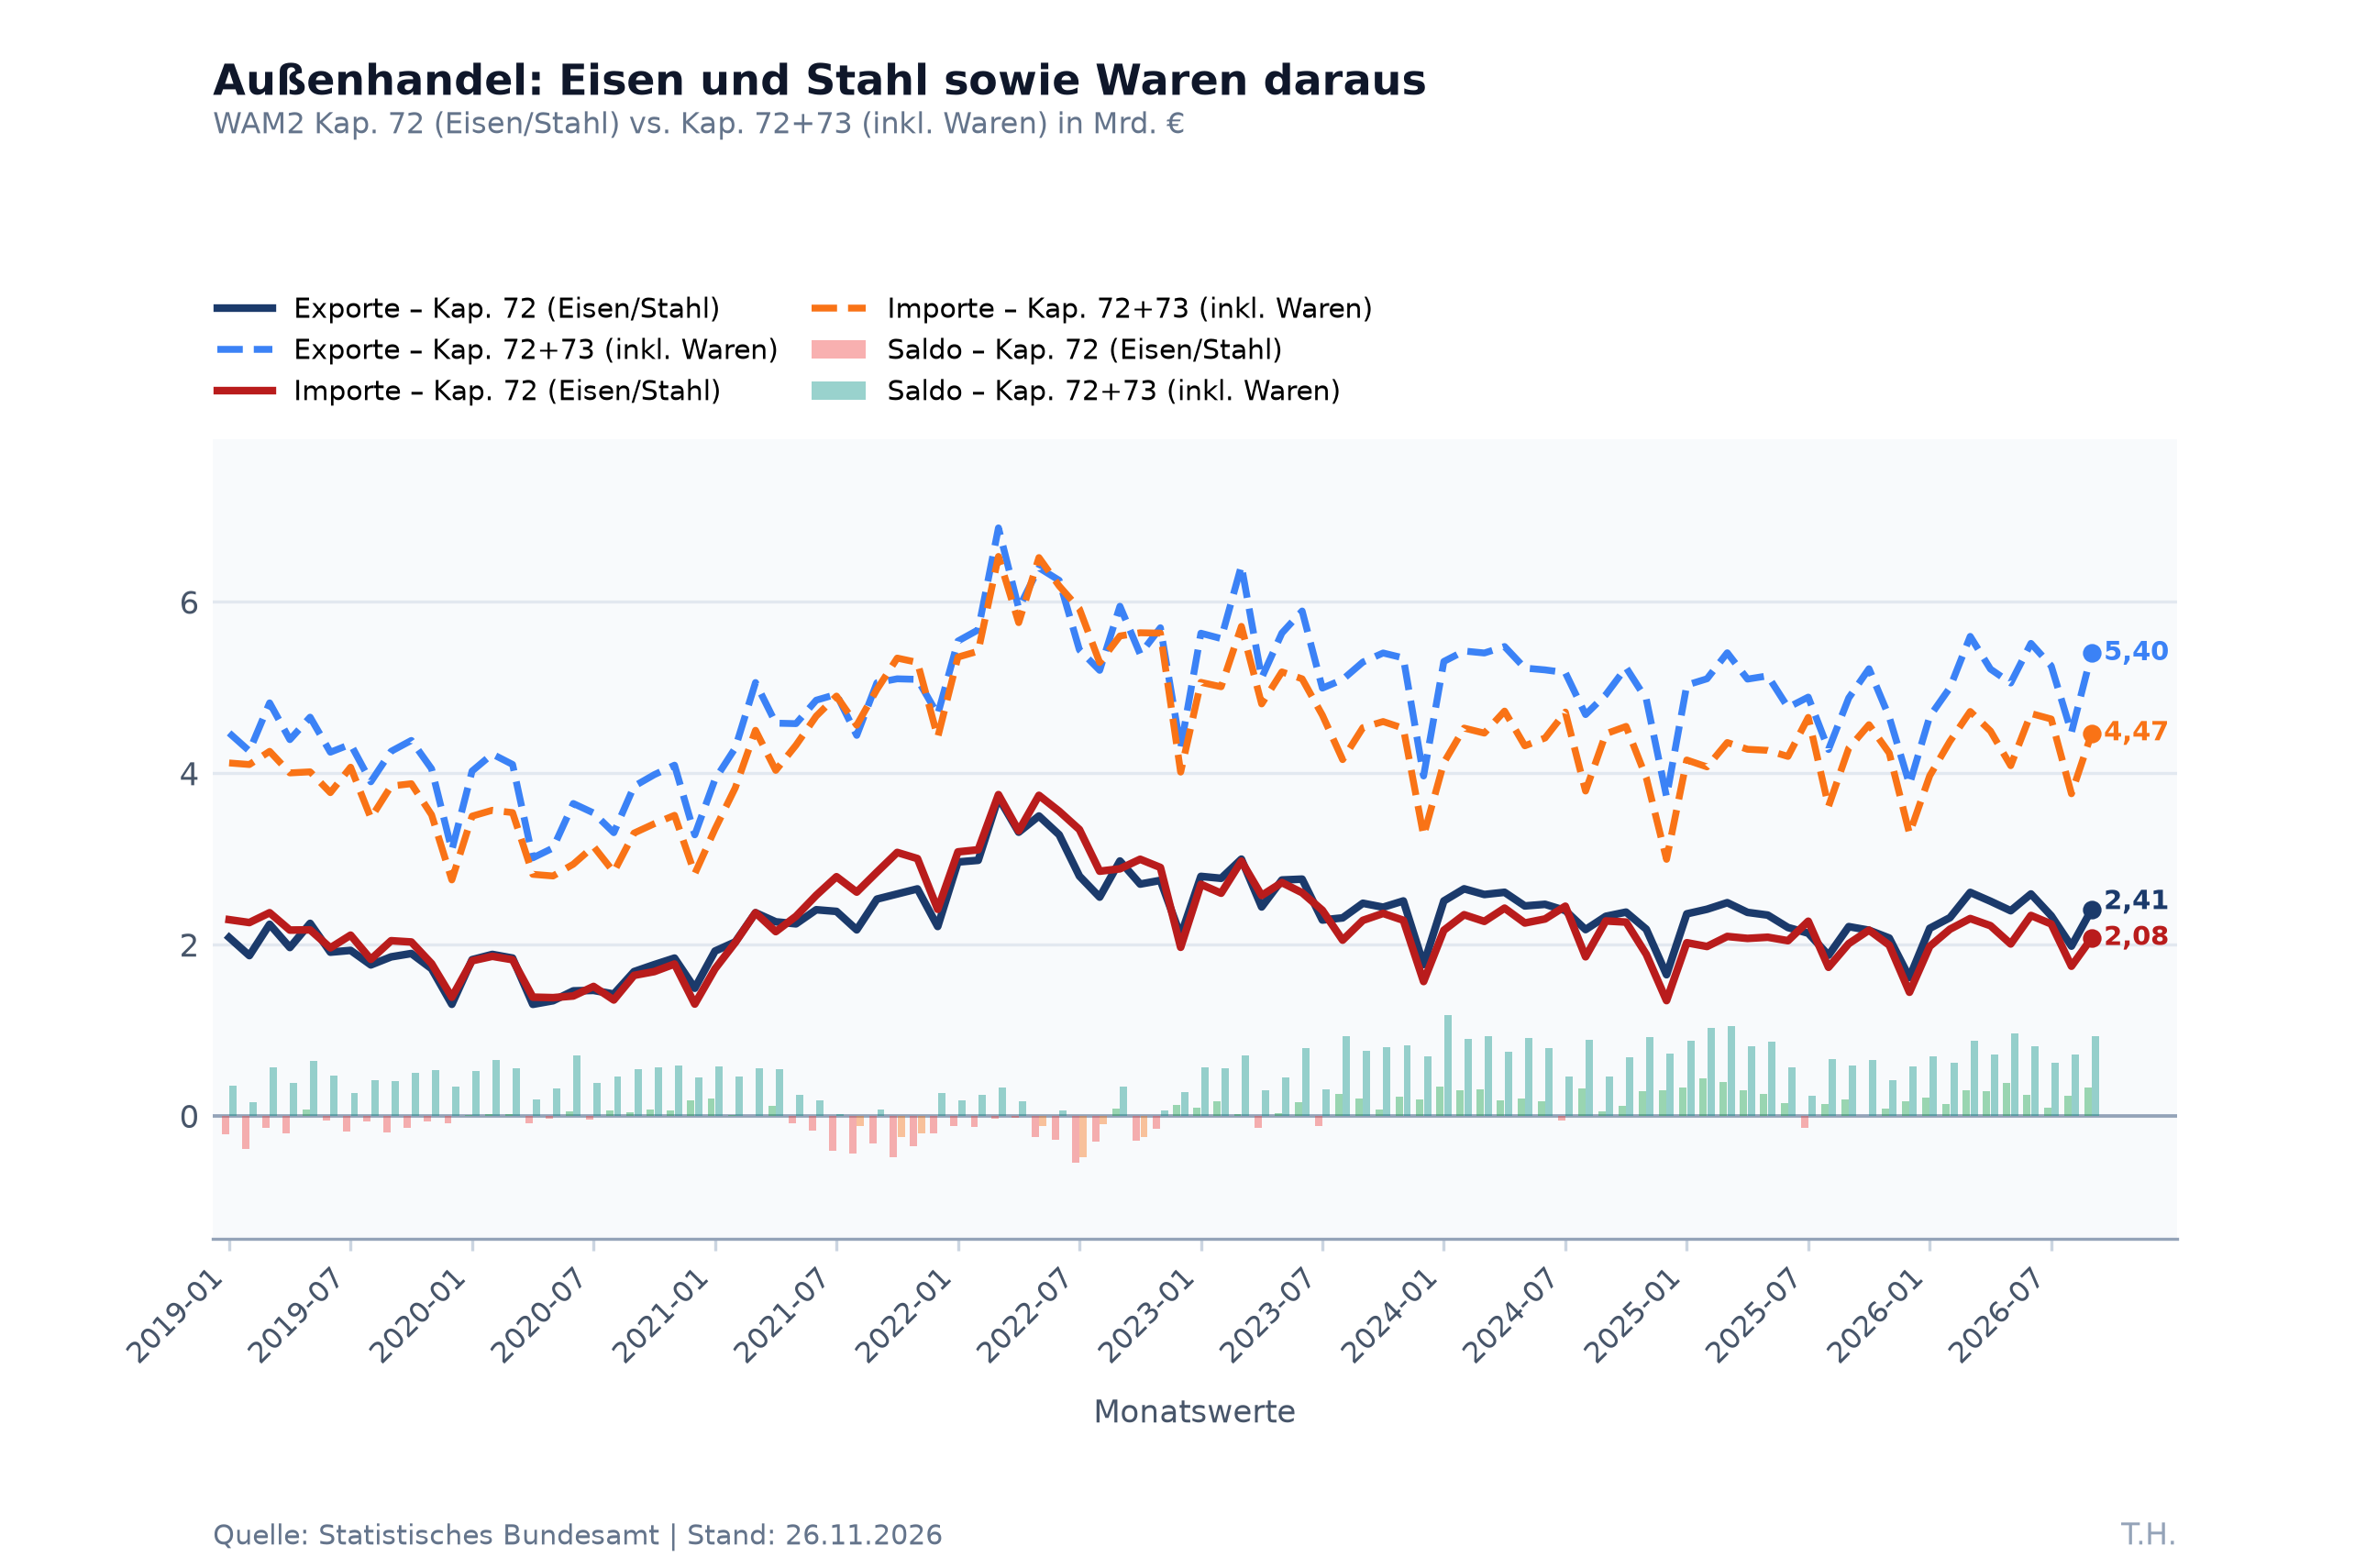 Außenhandel: Eisen und Stahl sowie Waren daraus
WAM2 Kap. 72 (Eisen/Stahl) vs. Kap. 72+73 (inkl. Waren) in Mrd. €
Exporte – Kap. 72 (Eisen/Stahl)
Exporte – Kap. 72+73 (inkl. Waren)
Importe – Kap. 72 (Eisen/Stahl)
Importe – Kap. 72+73 (inkl. Waren)
Saldo – Kap. 72 (Eisen/Stahl)
Saldo – Kap. 72+73 (inkl. Waren)
6
4
2
0
5,40
4,47
2,41
2,08
2019-01
2019-07
2020-01
2020-07
2021-01
2021-07
2022-01
2022-07
2023-01
2023-07
2024-01
2024-07
2025-01
2025-07
2026-01
2026-07
Monatswerte
Quelle: Statistisches Bundesamt | Stand: 26.11.2026
T.H.